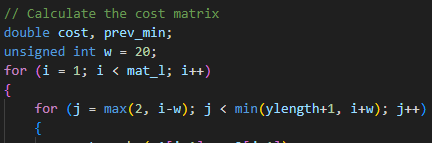 // Calculate the cost matrix
double cost, prev_min;
unsigned int w = 20;
for (i = 1; i < mat_l; i++)
{
for (j = max(2, i-w); j < min(ylength+1, i+w); j++)
{